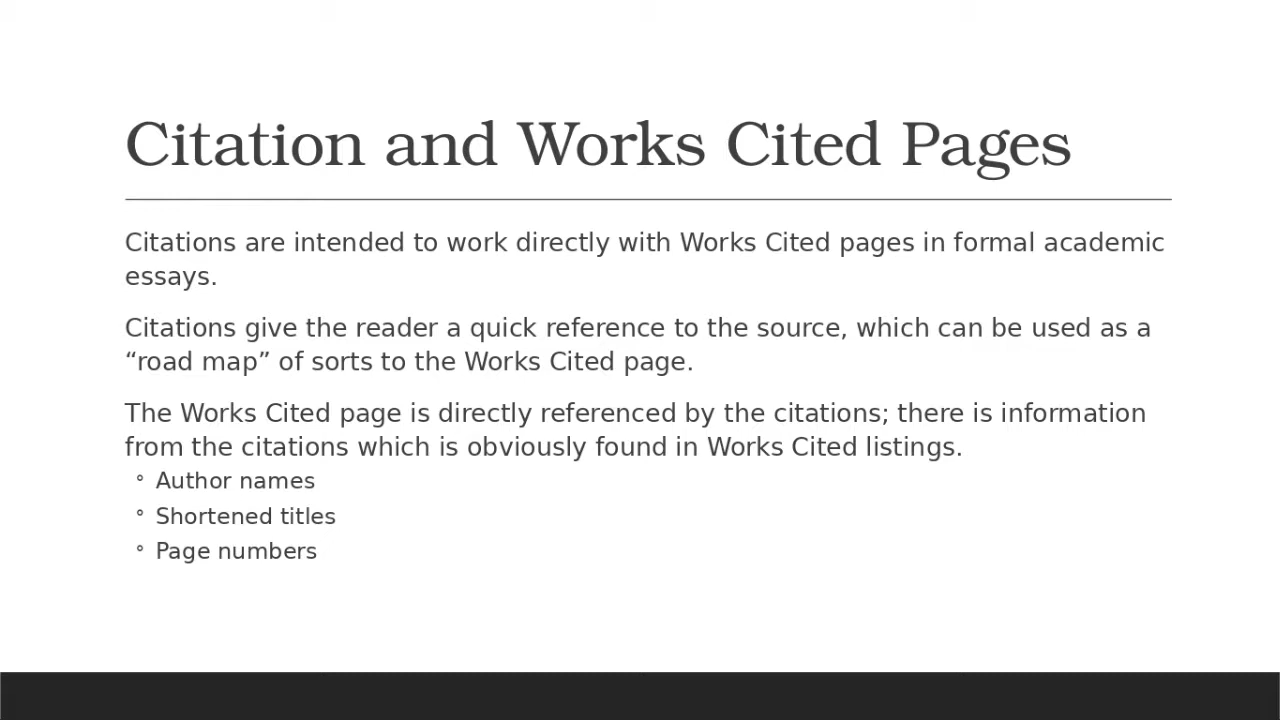 Citation and Works Cited Pages
Citations are intended to work directly with Works Cited pages in formal academic
essays.
Citations give the reader a quick reference to the source, which can be used as a
“road map” of sorts to the Works Cited page.
The Works Cited page is directly referenced by the citations; there is information
from the citations which is obviously found in Works Cited listings.
◦ Author names
◦ Shortened titles
◦ Page numbers